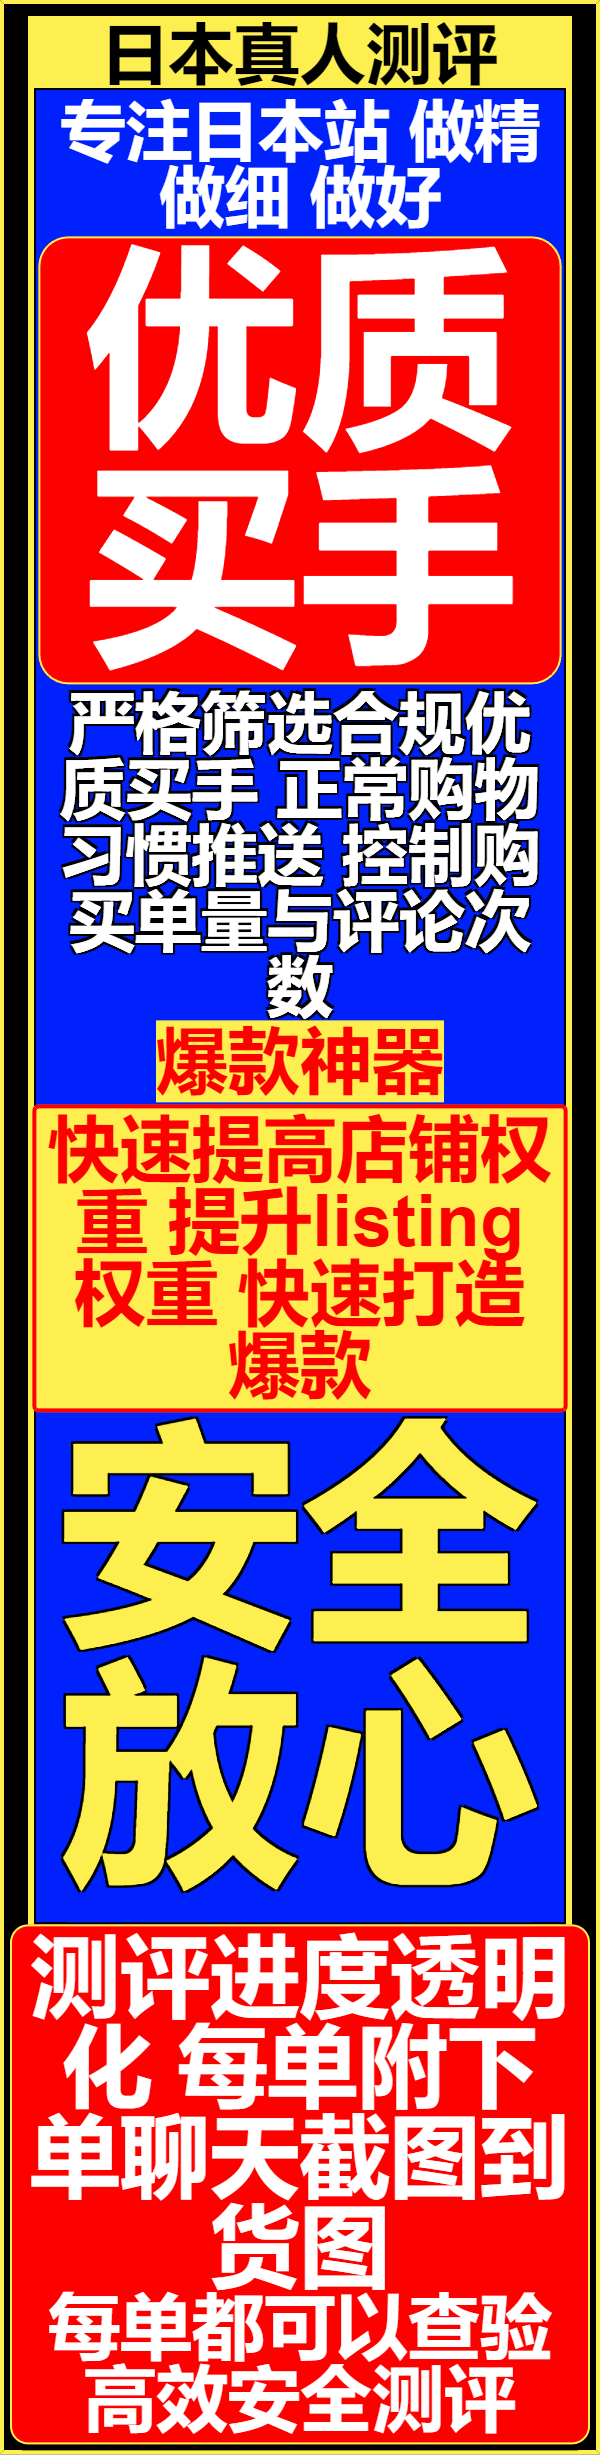 日本真人测评
专注日本站 做精
做细 做好
优质
买手
严格筛选合规优
质买手 正常购物
习惯推送 控制购
买单量与评论次
数
爆款神器
快速提高店铺权
重 提升listing
权重 快速打造
爆款
安全
放心
测评进度透明
化 每单附下
单聊天截图到
货图
每单都可以查验
高效安全测评